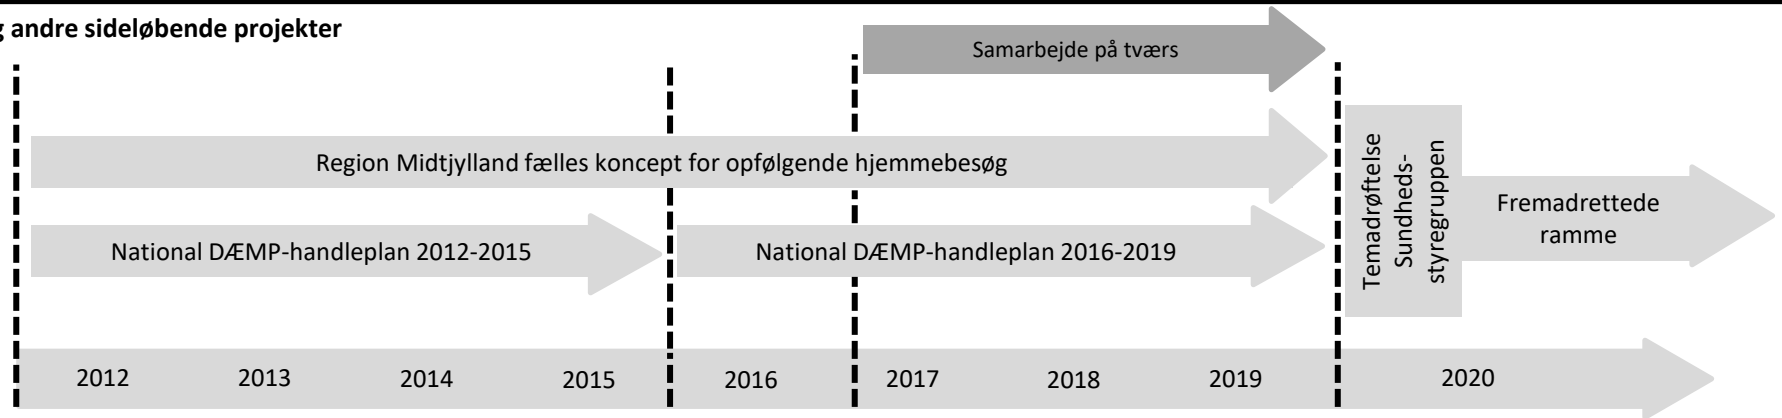 andre sideløbende projekter
Samarbejde på tværs
Region Midtjylland fælles koncept for opfølgende hjemmebesøg
National DÆMP-handleplan 2012-2015
National DÆMP-handleplan 2016-2019
Temadrøftelse
Sundheds-
styregruppen
Fremadrettede
ramme
2012 2013 2014 2015 2016 2017 2018 2019 2020